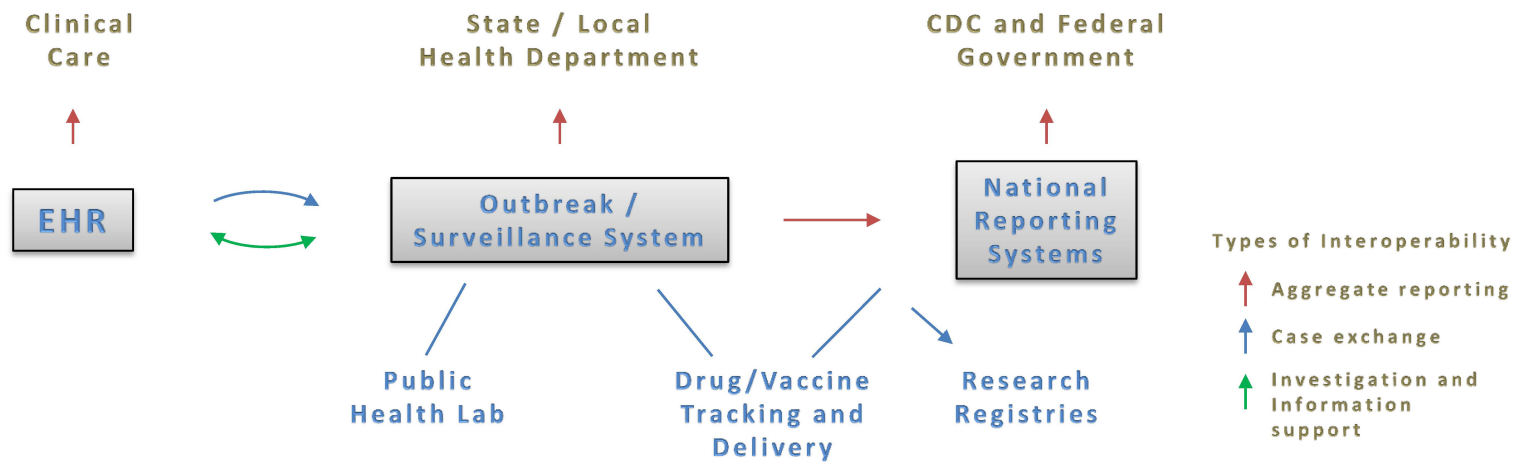 Clinical
Care
State / Local
Health Department
CDC and Federal
Government
EHR
Outbreak /
Surveillance System
National
Reporting
Systems
Public
Health Lab
Drug/Vaccine
Tracking and
Delivery
Research
Registries
Types of Interoperability
Aggregate reporting
Case exchange
Investigation and
Information
support